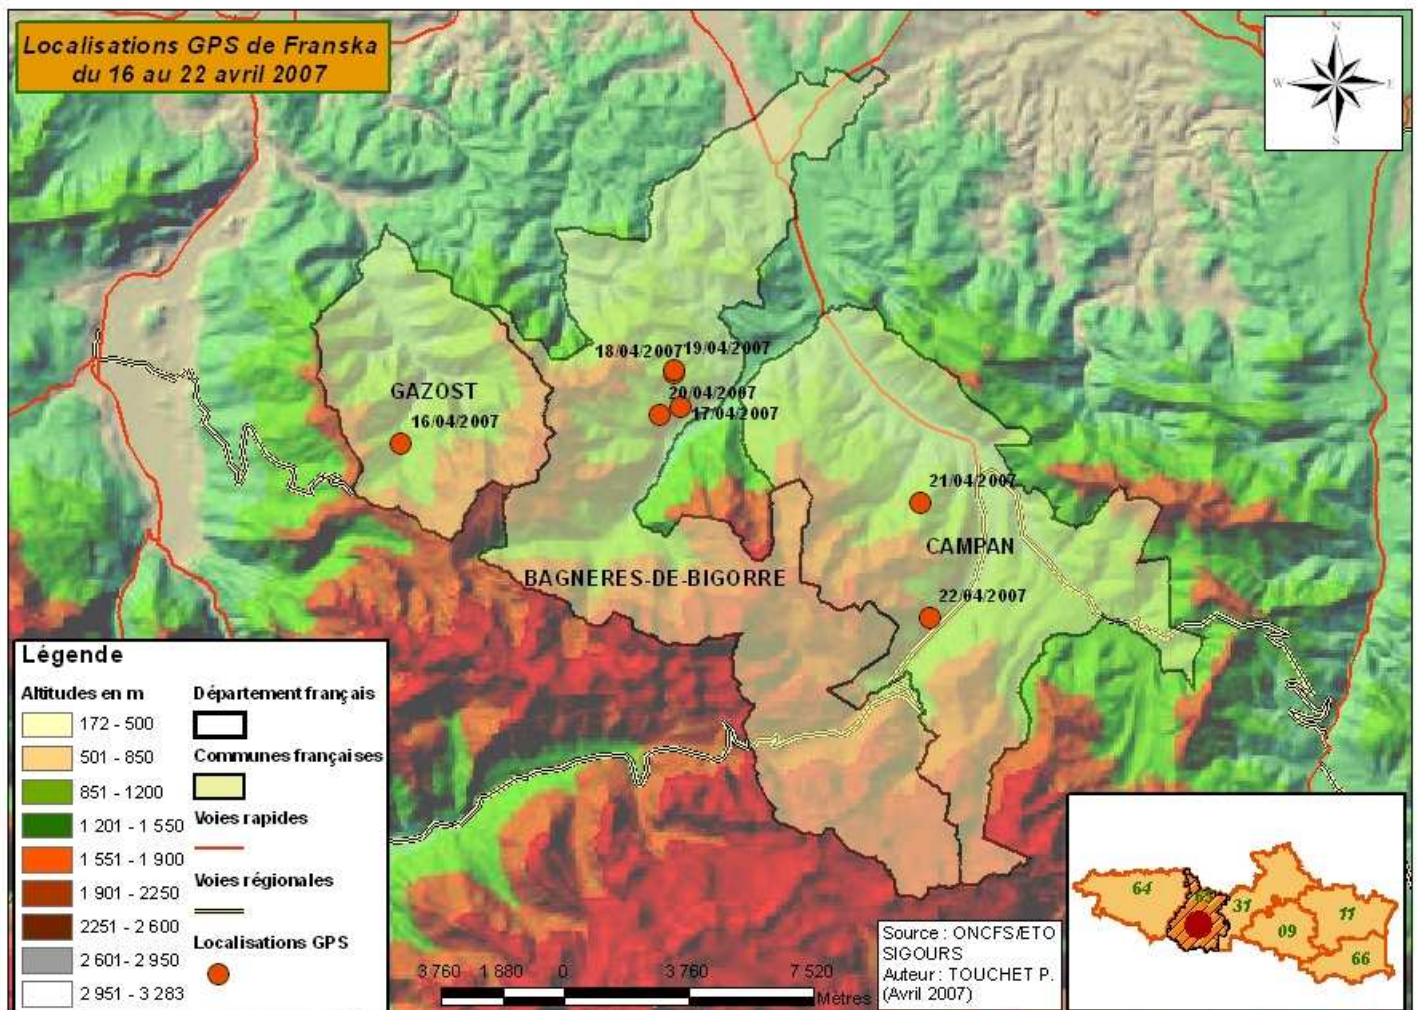 Localisations GPS de Franska
du 16 au 22 avril 2007
N
W E
S
18/04/2007 19/04/2007
GAZOST
20/04/2007
16/04/2007
17/04/2007
21/04/2007
CAMPAN
BAGNERES-DE-BIGORRE
22/04/2007
Légende
Altitudes en m
172 - 500
501 - 850
851 - 1200
1 201 - 1 550
1 551 - 1 900
1 901 - 2250
2251 - 2 600
2 601 - 2 950
2 951 - 3 283
Département français
Communes françaises
Voies rapides
Voies régionales
Localisations GPS
3 760 1 880 0 3 760 7 520
Mètres
Source : ONCFS/ETO
SIGOURS
Auteur : TOUCHET P.
(Avril 2007)
64
31
11
09
66